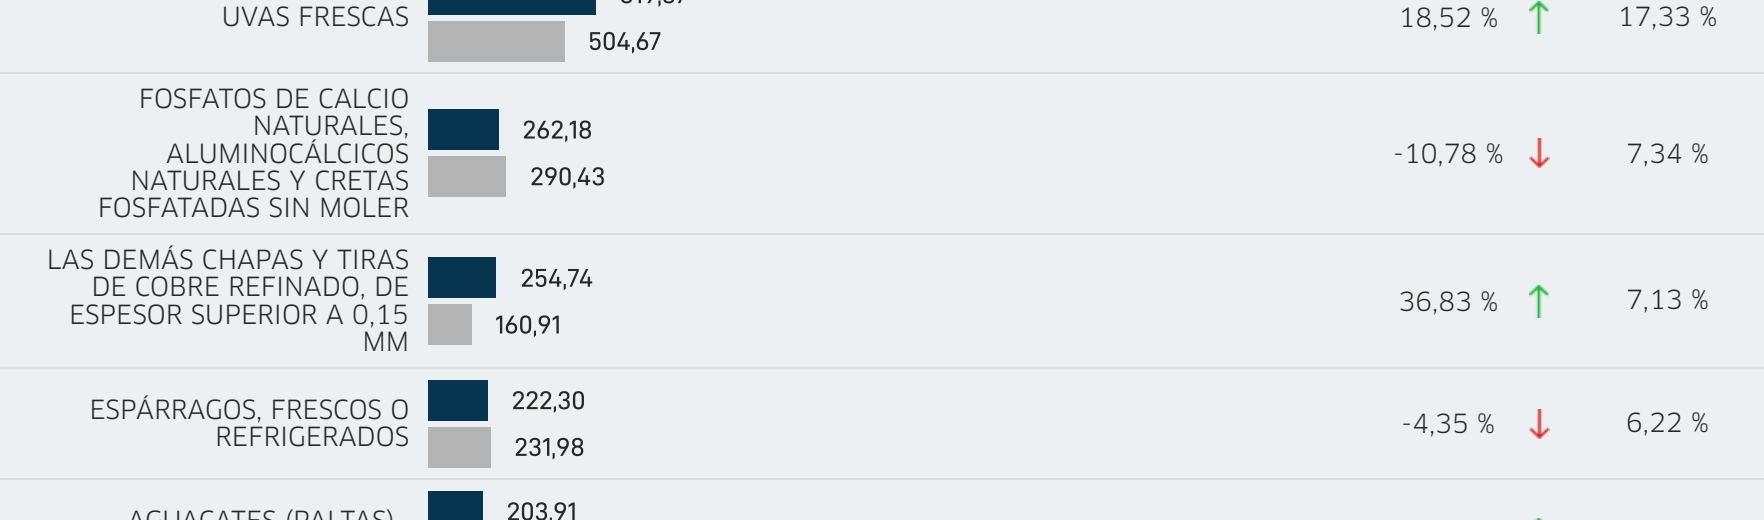 UVAS FRESCAS
504,67
18,52 %
17,33 %
FOSFATOS DE CALCIO
NATURALES,
ALUMINOCÁLCICOS
NATURALES Y CRETAS
FOSFATADAS SIN MOLER
262,18
290,43
-10,78 %
7,34 %
LAS DEMÁS CHAPAS Y TIRAS
DE COBRE REFINADO, DE
ESPESOR SUPERIOR A 0,15
MM
254,74
160,91
36,83 %
7,13 %
ESPÁRRAGOS, FRESCOS O
REFRIGERADOS
222,30
231,98
-4,35 %
6,22 %
AGUACATES (PALTAS),
203,91